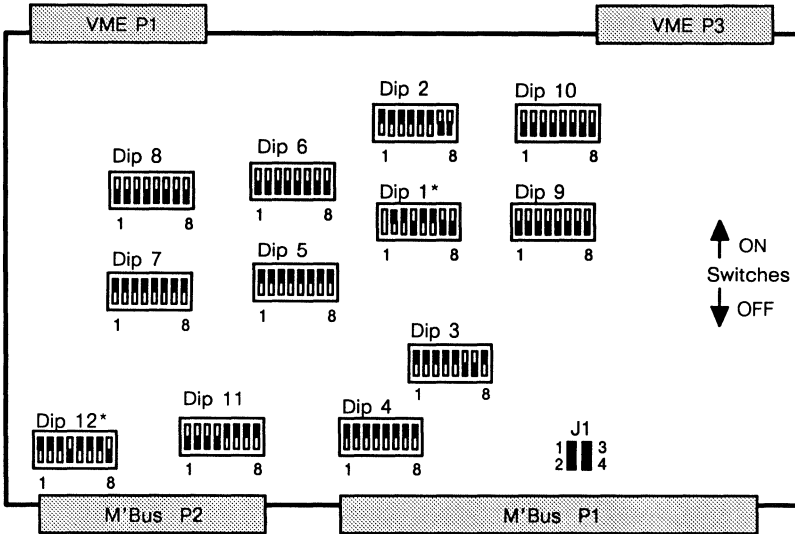 VME P1
VME P3
Dip 2
Dip 10
1 8
1 8
Dip 8
Dip 6
Dip 1*
Dip 9
1 8
1 8
1 8
1 8
Dip 7
Dip 5
ON
Switches
OFF
1 8
1 8
Dip 3
1 8
Dip 12*
Dip 11
Dip 4
J1
1 3
2 4
1 8
1 8
1 8
M'Bus P2
M'Bus P1